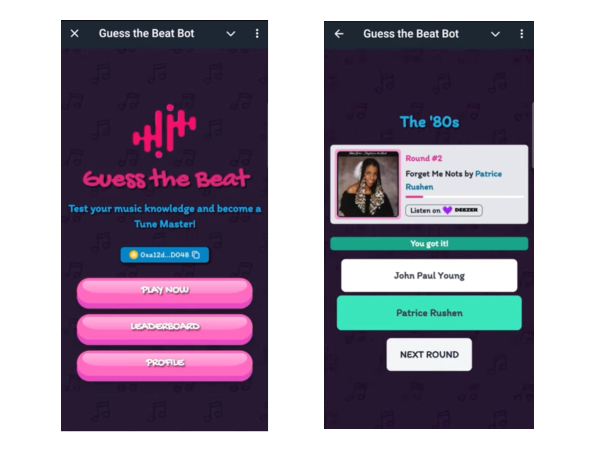 Guess the Beat Bot
Guess the Beat
Test your music knowledge and become a
Tune Master!
0xa12d...D048
PLAY NOW
LEADERBOARD
PROFILE
Guess the Beat Bot
The '80s
Round #2
Forget Me Nots by Patrice
Rushen
Listen on DEEZER
You got it!
John Paul Young
Patrice Rushen
NEXT ROUND